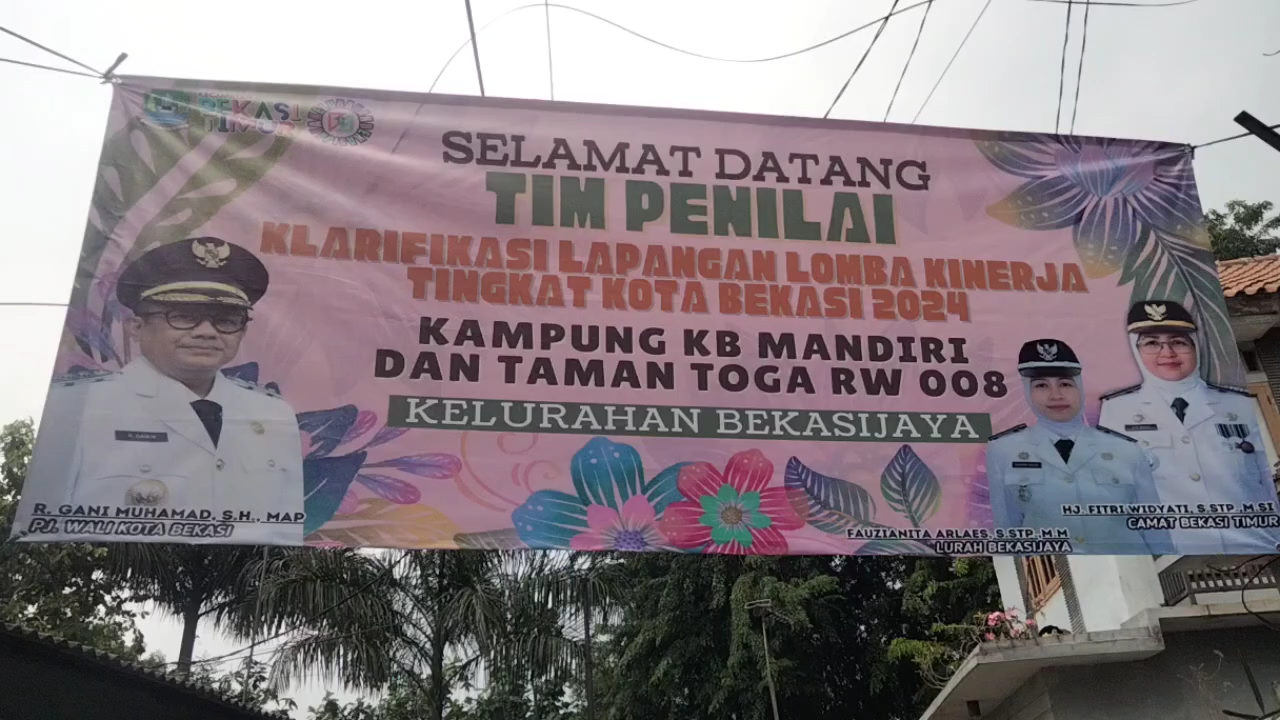 BEKASI
TIMUR
SELAMAT DATANG
TIM PENILAI
KLARIFIKASI LAPANGAN LOMBA KINERJA
TINGKAT KOTA BEKASI 2024
KAMPUNG KB MANDIRI
DAN TAMAN TOGA RW 008
KELURAHAN BEKASIJAYA
R. GANI MUHAMAD, S.H., MAP
PJ. WALI KOTA BEKASI
FAUZIANITA ARLAES, S.STP, M.M
LURAH BEKASIJAYA
HJ. FITRI WIDYATI, S.STP ,M.SI
CAMAT BEKASI TIMUR